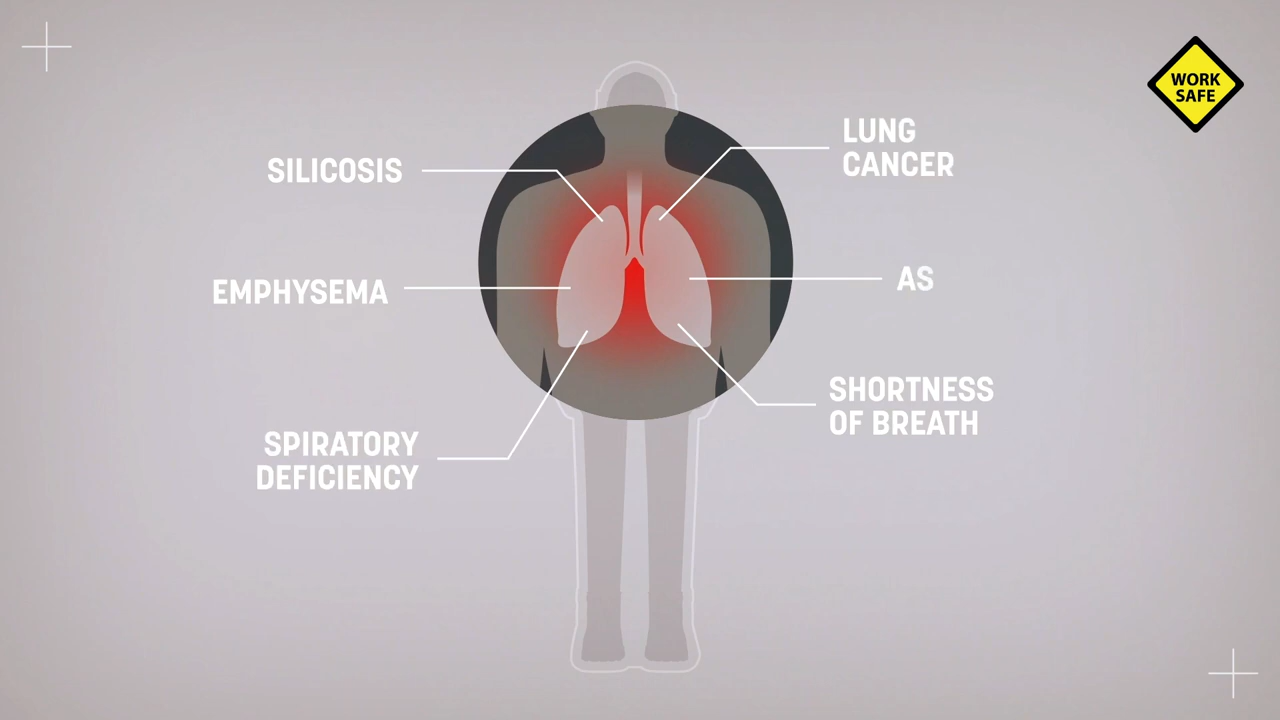 WORK
SAFE
SILICOSIS
LUNG
CANCER
EMPHYSEMA
AS
SHORTNESS
OF BREATH
SPIRATORY
DEFICIENCY